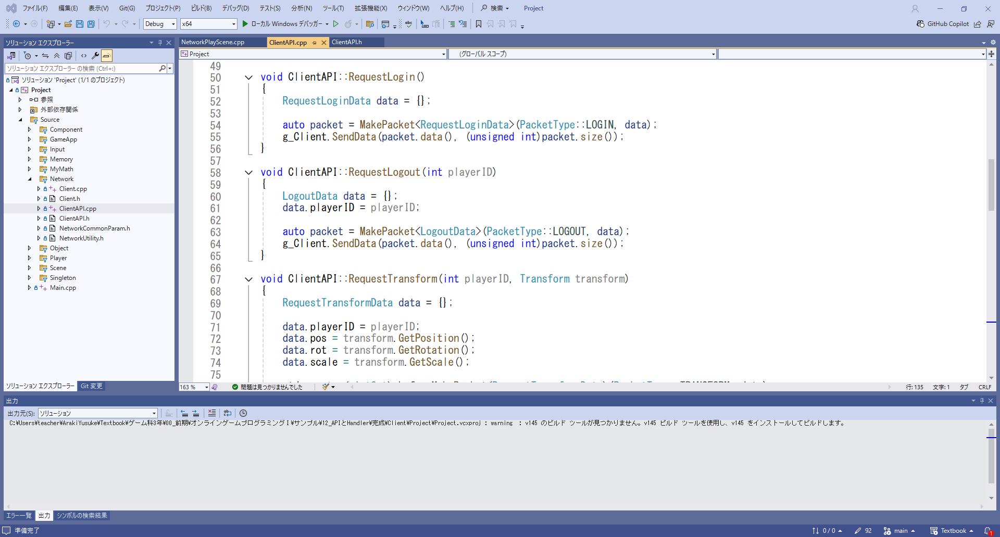 ファイル(F) 編集(E) 表示(V) Git(G) プロジェクト(P) ビルド(B) デバッグ(D) テスト(S) 分析(N) ツール(T) 拡張機能(X) ウィンドウ(W) ヘルプ(H) 検索 Project
Debug x64 ローカル Windows デバッガー GitHub Copilot
ソリューション エクスプローラー
ソリューション エクスプローラー の検索 (Ctrl+:)
ソリューション 'Project' (1/1 のプロジェクト)
Project
参照
外部依存関係
Source
Component
GameApp
Input
Memory
MyMath
Network
Client.cpp
Client.h
ClientAPI.cpp
ClientAPI.h
NetworkCommonParam.h
NetworkUtility.h
Object
Player
Scene
Singleton
Main.cpp
ソリューション エクスプローラー Git 変更
NetworkPlayScene.cpp ClientAPI.cpp ClientAPI.h
Project (グローバル スコープ)
49
50 void ClientAPI::RequestLogin()
51 {
52 RequestLoginData data = {};
53
54 auto packet = MakePacket<RequestLoginData>(PacketType::LOGIN, data);
55 g_Client.SendData(packet.data(), (unsigned int)packet.size());
56 }
57
58 void ClientAPI::RequestLogout(int playerID)
59 {
60 LogoutData data = {};
61 data.playerID = playerID;
62
63 auto packet = MakePacket<LogoutData>(PacketType::LOGOUT, data);
64 g_Client.SendData(packet.data(), (unsigned int)packet.size());
65 }
66
67 void ClientAPI::RequestTransform(int playerID, Transform transform)
68 {
69 RequestTransformData data = {};
70
71 data.playerID = playerID;
72 data.pos = transform.GetPosition();
73 data.rot = transform.GetRotation();
74 data.scale = transform.GetScale();
75
163 % 問題は見つかりませんでした 行: 135 文字: 1 タブ CRLF
出力
出力元(S): ソリューション
C:¥Users¥teacher¥ArakiYusuke¥Textbook¥ゲーム科3年¥00_前期¥オンラインゲームプログラミングⅠ¥サンプル¥12_APIとHandler¥完成¥Client¥Project¥Project.vcxproj : warning : v145 のビルド ツールが見つかりません。v145 ビルド ツールを使用し、v145 をインストールしてビルドします。
エラー一覧 出力 シンボルの検索結果
準備完了 0 / 0 92 main Textbook 1